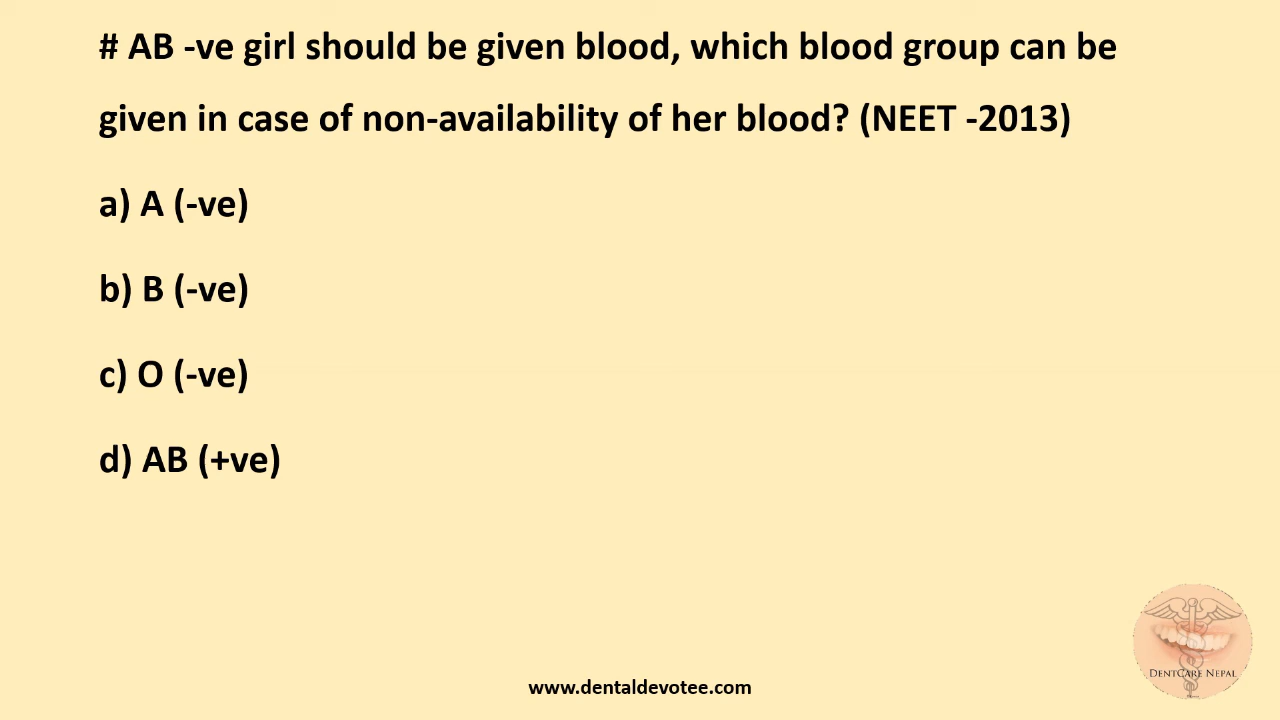 # AB -ve girl should be given blood, which blood group can be
given in case of non-availability of her blood? (NEET -2013)
a) A (-ve)
b) B (-ve)
c) O (-ve)
d) AB (+ve)
DENTCARE NEPAL
www.dentaldevotee.com